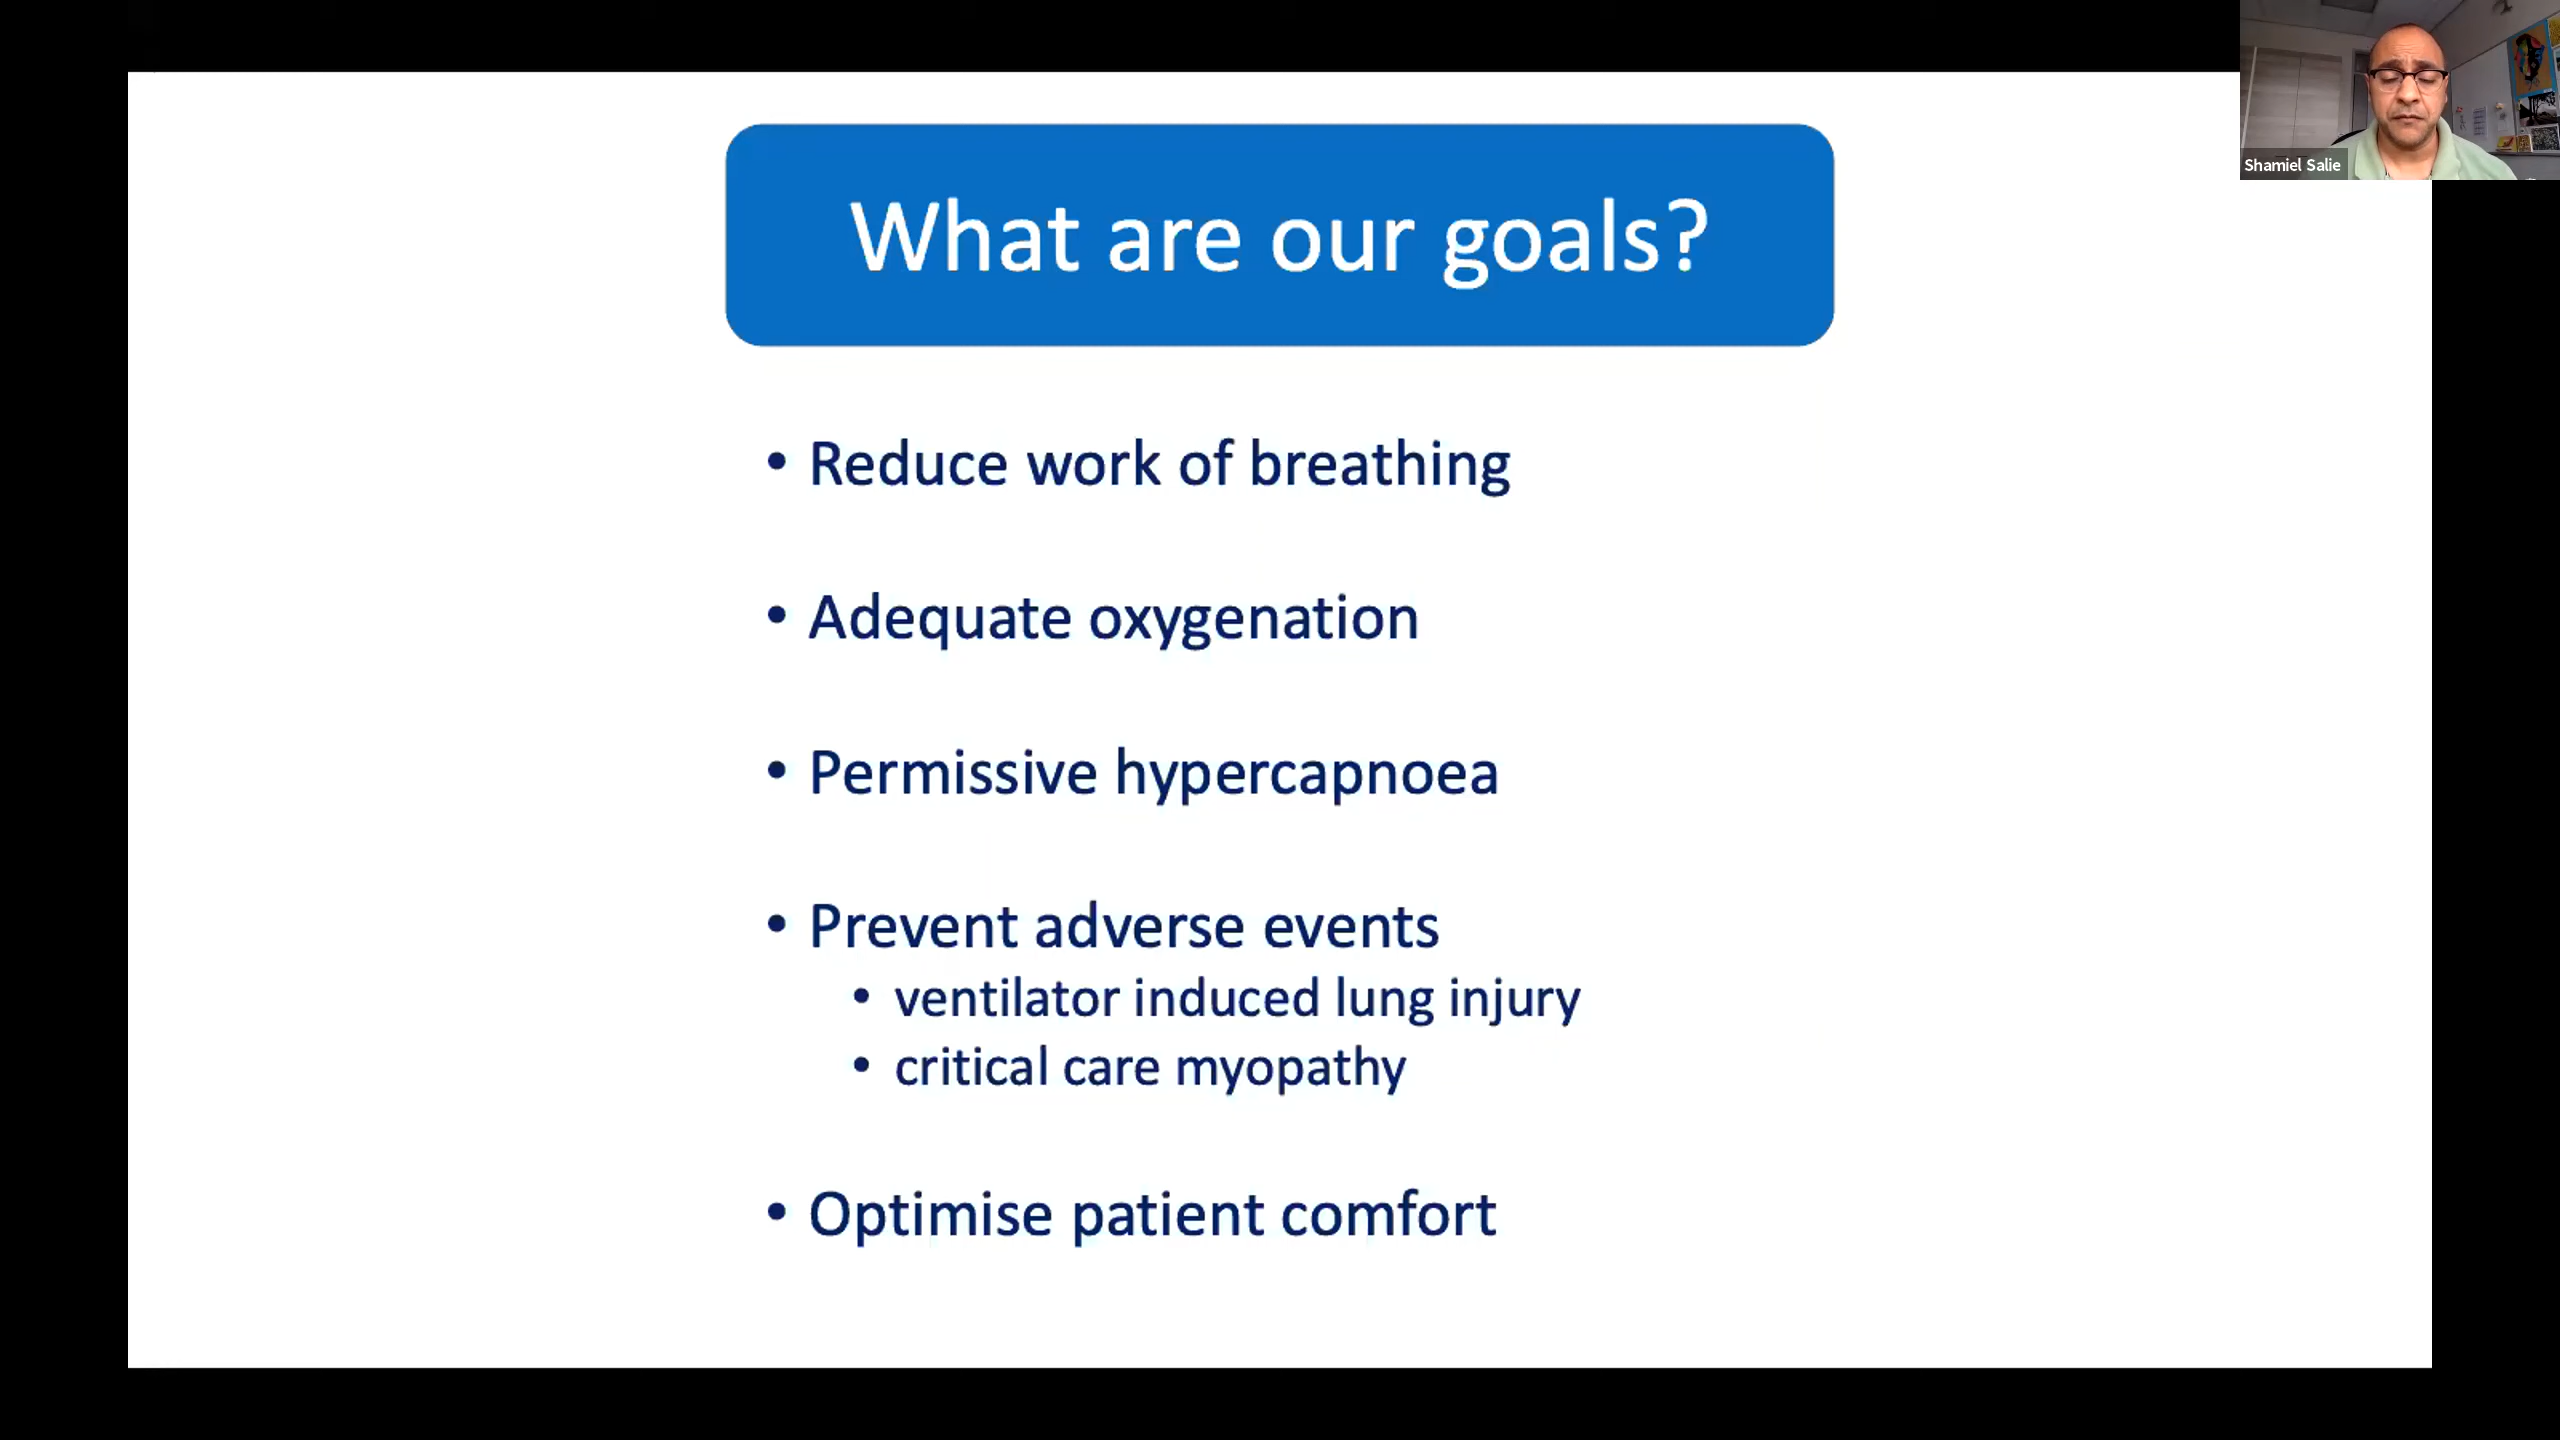 What are our goals?
• Reduce work of breathing
• Adequate oxygenation
• Permissive hypercapnoea
• Prevent adverse events
• ventilator induced lung injury
• critical care myopathy
• Optimise patient comfort
Shamiel Salie